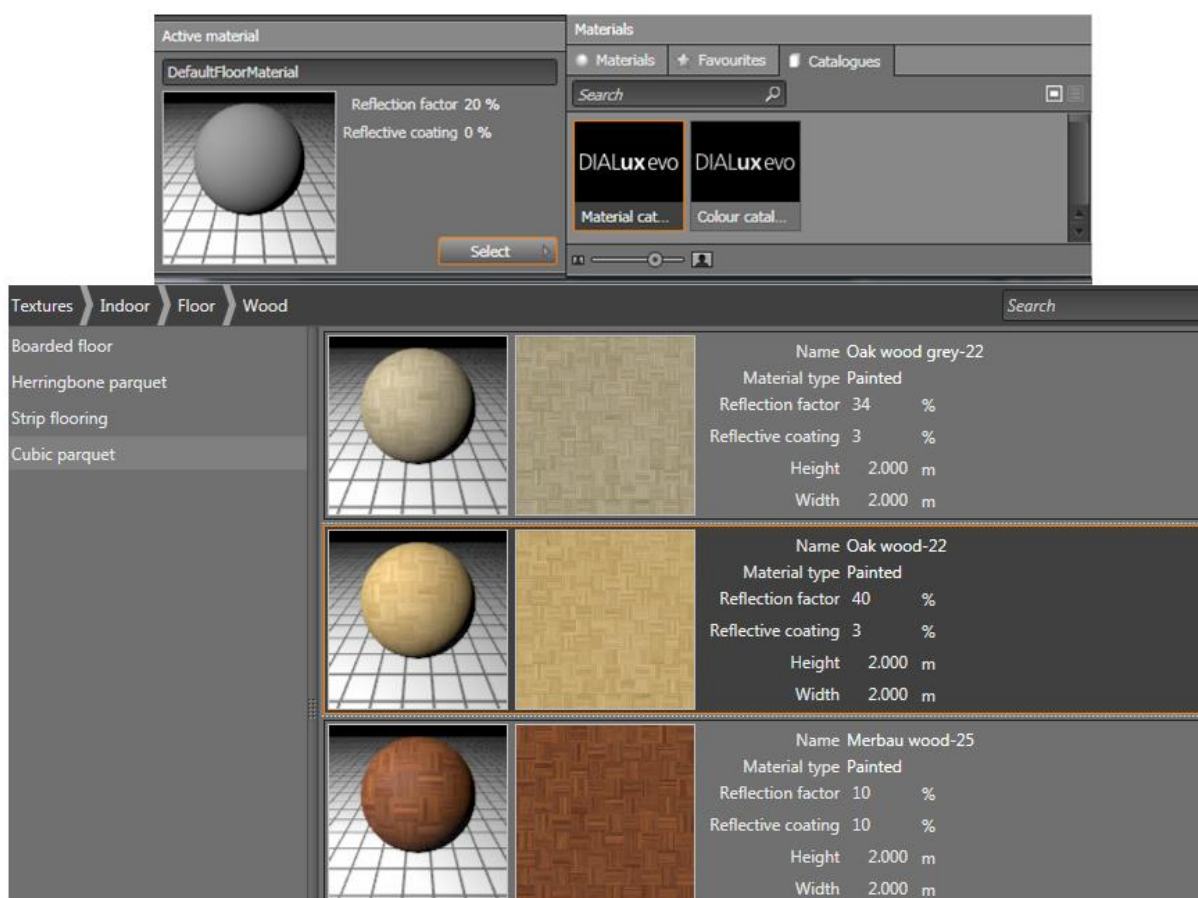 Active material
DefaultFloorMaterial
Reflection factor 20 %
Reflective coating 0 %
Select
Materials
Materials Favourites Catalogues
Search
DIALux evo DIALux evo
Material cat... Colour catal...
Textures Indoor Floor Wood
Search
Boarded floor
Herringbone parquet
Strip flooring
Cubic parquet
Name Oak wood grey-22
Material type Painted
Reflection factor 34 %
Reflective coating 3 %
Height 2.000 m
Width 2.000 m
Name Oak wood-22
Material type Painted
Reflection factor 40 %
Reflective coating 3 %
Height 2.000 m
Width 2.000 m
Name Merbau wood-25
Material type Painted
Reflection factor 10 %
Reflective coating 10 %
Height 2.000 m
Width 2.000 m